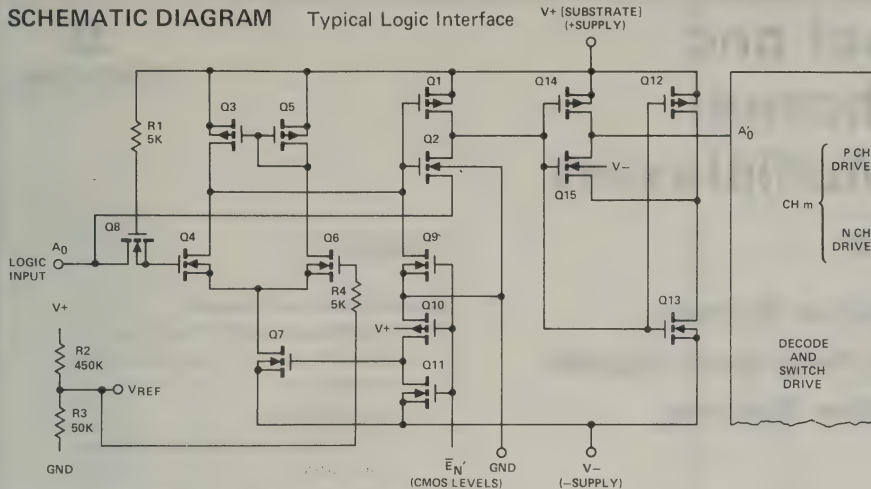 SCHEMATIC DIAGRAM Typical Logic Interface
V+ [SUBSTRATE]
(+SUPPLY)
Q1
Q14
Q12
Q3
Q5
R1
5K
Q2
A'0
V–
P CH
DRIVE
CH m
N CH
DRIVE
Q15
A0
LOGIC
INPUT
Q8
Q4
Q6
Q9
R4
5K
Q10
V+
V+
Q13
Q7
R2
450K
VREF
Q11
DECODE
AND
SWITCH
DRIVE
R3
50K
GND
EN'
(CMOS LEVELS)
GND
V–
(–SUPPLY)